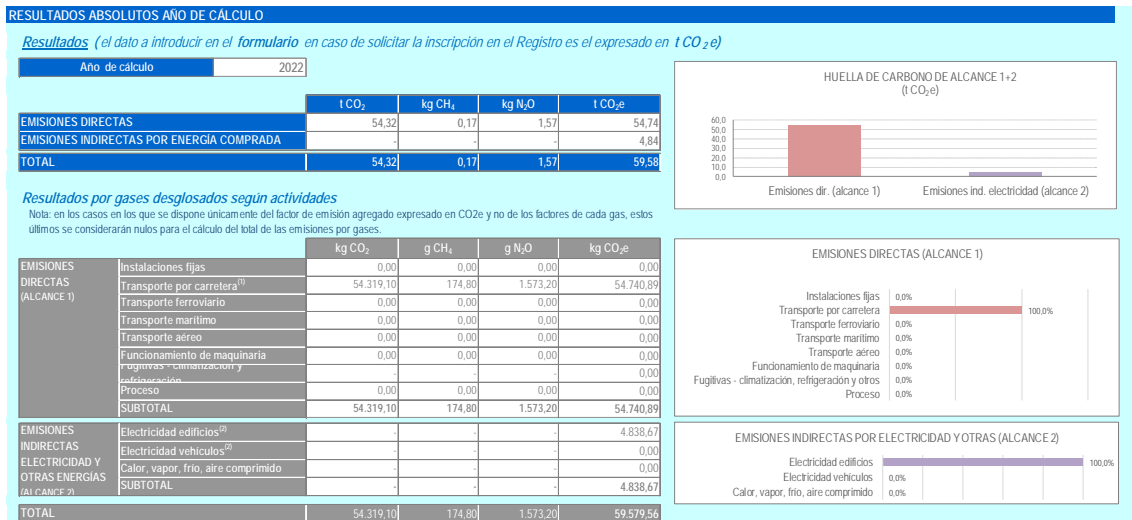 RESULTADOS ABSOLUTOS AÑO DE CÁLCULO
Resultados (el dato a introducir en el formulario en caso de solicitar la inscripción en el Registro es el expresado en t CO₂e)
Año de cálculo 2022
t CO₂ kg CH₄ kg N₂O t CO₂e
EMISIONES DIRECTAS 54,32 0,17 1,57 54,74
EMISIONES INDIRECTAS POR ENERGÍA COMPRADA - - - 4,84
TOTAL 54,32 0,17 1,57 59,58
Resultados por gases desglosados según actividades
Nota: en los casos en los que se dispone únicamente del factor de emisión agregado expresado en CO2e y no de los factores de cada gas, estos
últimos se considerarán nulos para el cálculo del total de las emisiones por gases.
kg CO₂ g CH₄ g N₂O kg CO₂e
EMISIONES
DIRECTAS
(ALCANCE 1)
Instalaciones fijas 0,00 0,00 0,00 0,00
Transporte por carretera⁽¹⁾ 54.319,10 174,80 1.573,20 54.740,89
Transporte ferroviario 0,00 0,00 0,00 0,00
Transporte marítimo 0,00 0,00 0,00 0,00
Transporte aéreo 0,00 0,00 0,00 0,00
Funcionamiento de maquinaria 0,00 0,00 0,00 0,00
Fugitivas - climatización y
refrigeración - - - 0,00
Proceso 0,00 0,00 0,00 0,00
SUBTOTAL 54.319,10 174,80 1.573,20 54.740,89
EMISIONES
INDIRECTAS
ELECTRICIDAD Y
OTRAS ENERGÍAS
(ALCANCE 2)
Electricidad edificios⁽²⁾ - - - 4.838,67
Electricidad vehículos⁽²⁾ - - - 0,00
Calor, vapor, frío, aire comprimido - - - 0,00
SUBTOTAL - - - 4.838,67
TOTAL 54.319,10 174,80 1.573,20 59.579,56
HUELLA DE CARBONO DE ALCANCE 1+2
(t CO₂e)
60,0
50,0
40,0
30,0
20,0
10,0
0,0
Emisiones dir. (alcance 1) Emisiones ind. electricidad (alcance 2)
EMISIONES DIRECTAS (ALCANCE 1)
Instalaciones fijas 0,0%
Transporte por carretera 100,0%
Transporte ferroviario 0,0%
Transporte marítimo 0,0%
Transporte aéreo 0,0%
Funcionamiento de maquinaria 0,0%
Fugitivas - climatización, refrigeración y otros 0,0%
Proceso 0,0%
EMISIONES INDIRECTAS POR ELECTRICIDAD Y OTRAS (ALCANCE 2)
Electricidad edificios 100,0%
Electricidad vehículos 0,0%
Calor, vapor, frío, aire comprimido 0,0%